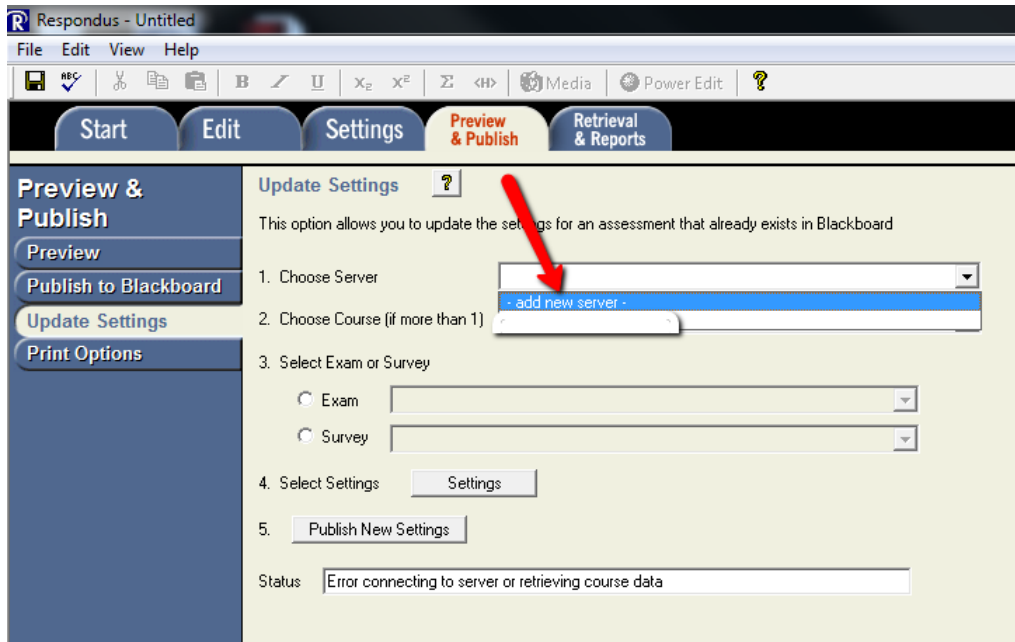 Respondus - Untitled
File Edit View Help
ABC B I U X₂ X² Σ <H> Media Power Edit ?
Start Edit Settings Preview & Publish Retrieval & Reports
Preview & Publish
Preview
Publish to Blackboard
Update Settings
Print Options
Update Settings ?
This option allows you to update the settings for an assessment that already exists in Blackboard
1. Choose Server
- add new server -
2. Choose Course (if more than 1)
3. Select Exam or Survey
Exam
Survey
4. Select Settings Settings
5. Publish New Settings
Status Error connecting to server or retrieving course data